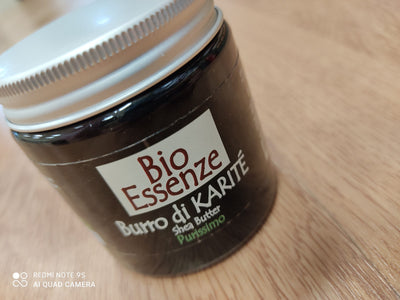 Bio
Essenze
Burro di KARITÉ
Shea Butter
Purissimo
REDMI NOTE 9S
AI QUAD CAMERA